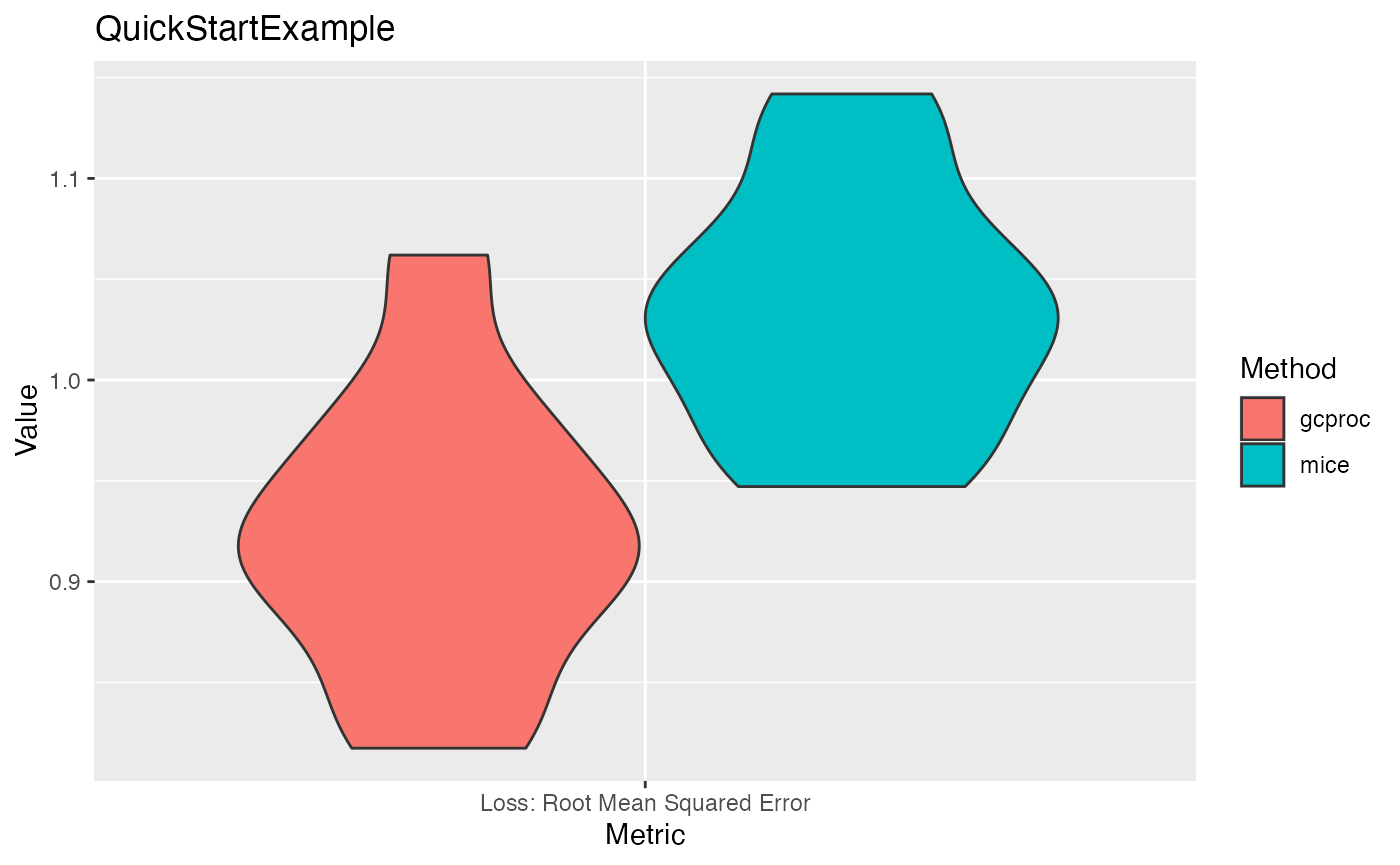 QuickStartExample
Value
1.1
1.0
0.9
Loss: Root Mean Squared Error
Metric
Method
gcproc
mice